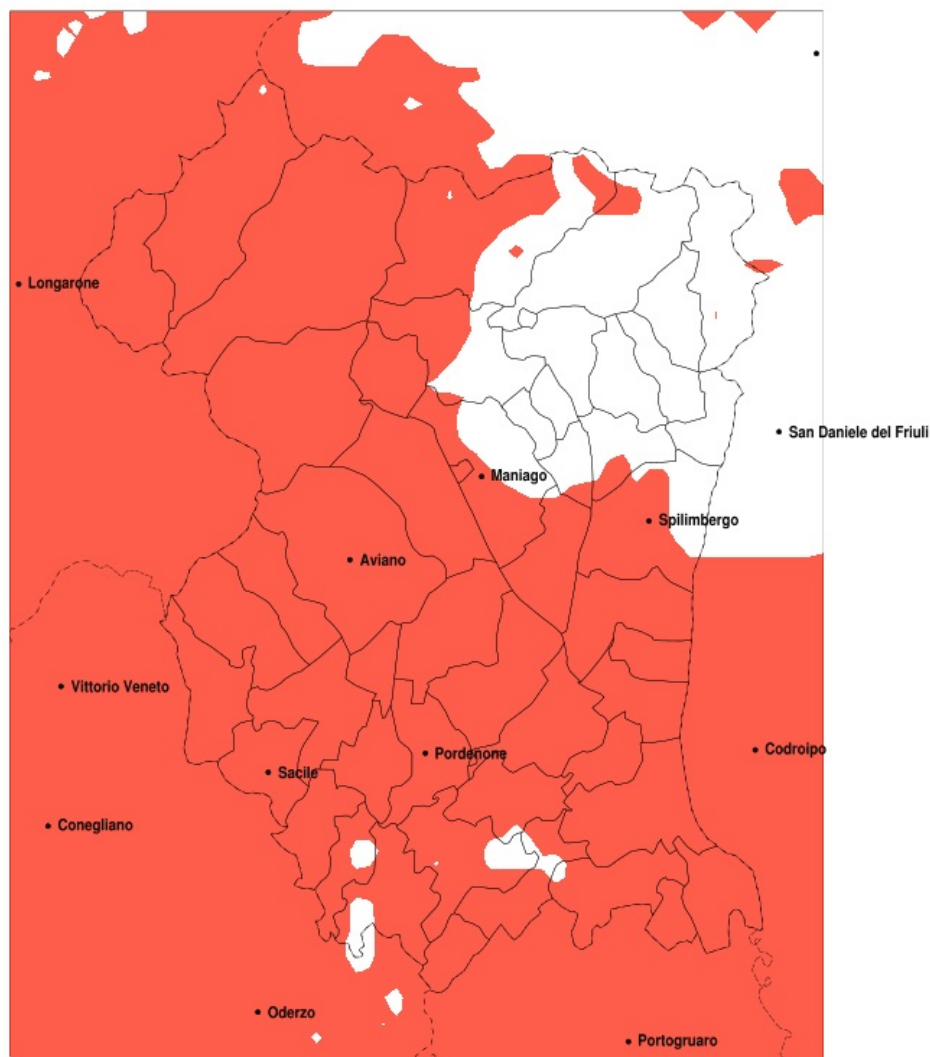 Longarone
San Daniele del Friuli
Maniago
Spilimbergo
Aviano
Vittorio Veneto
Codroipo
Pordenone
Sacile
Conegliano
Oderzo
Portogruaro